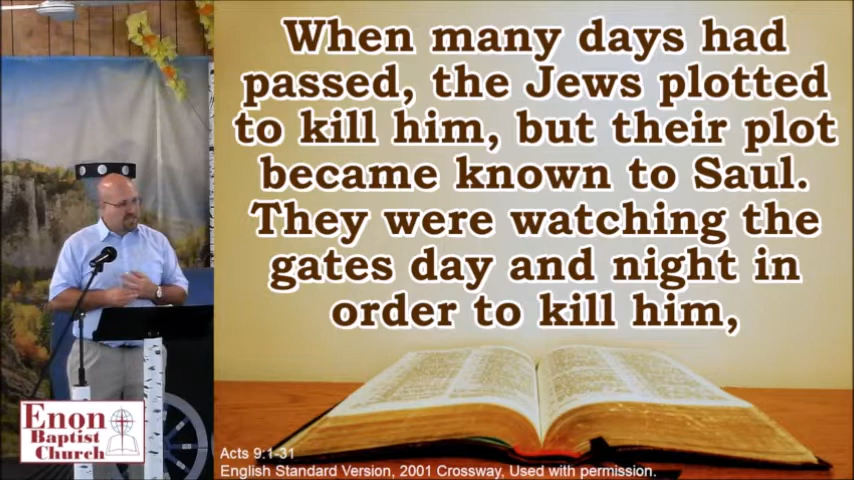 When many days had
passed, the Jews plotted
to kill him, but their plot
became known to Saul.
They were watching the
gates day and night in
order to kill him,
Enon
Baptist
Church
Acts 9:1-31
English Standard Version, 2001 Crossway, Used with permission.